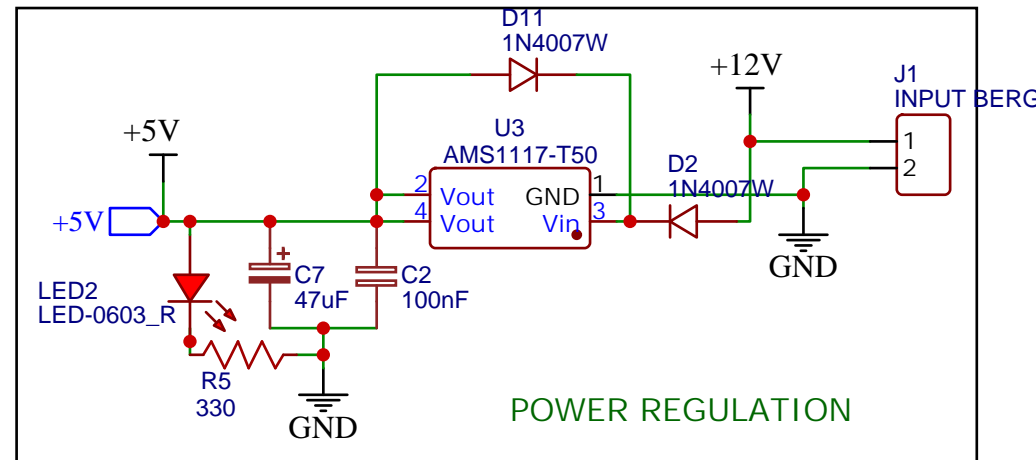 D11
1N4007W
+12V
J1
INPUT BERG
+5V
U3
AMS1117-T50
1
2
D2
1N4007W
2
Vout
GND
1
+5V
4
Vout
Vin
3
GND
LED2
LED-0603_R
+
C7
47uF
C2
100nF
R5
330
GND
POWER REGULATION